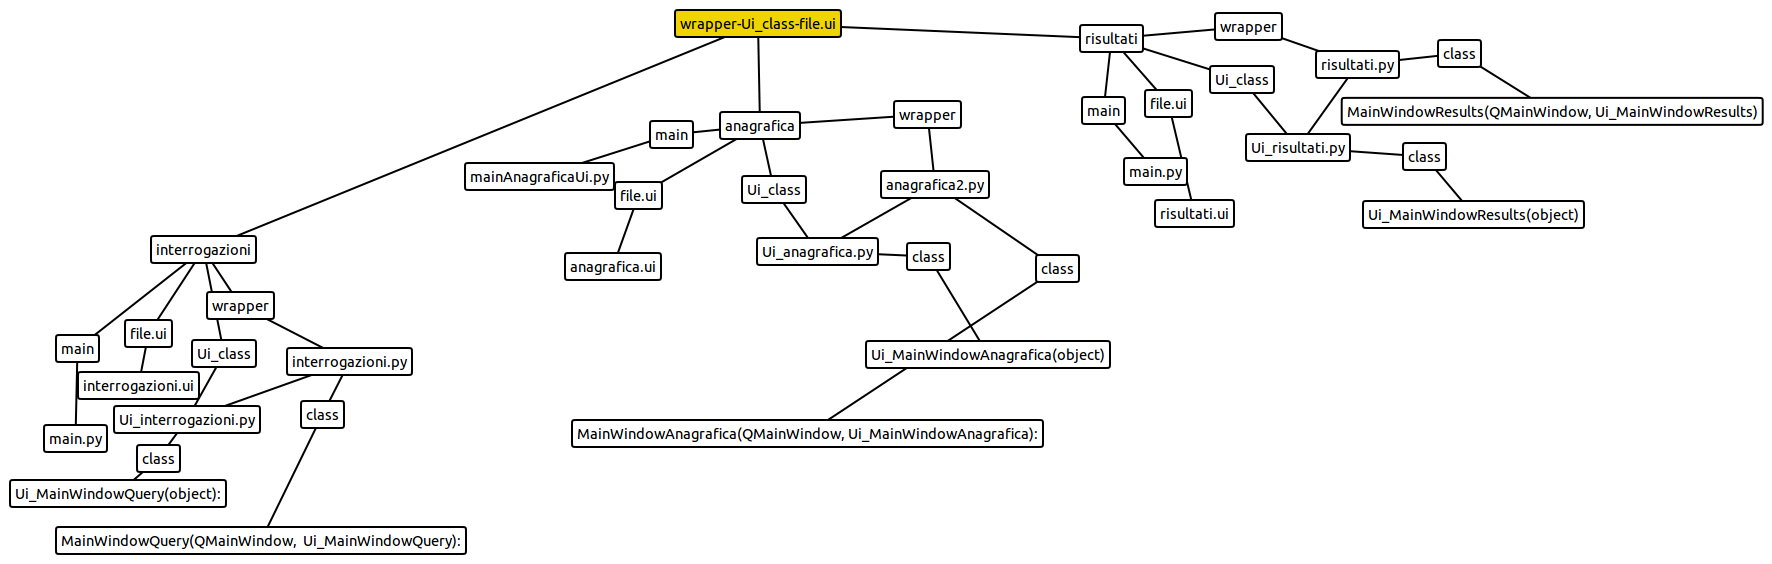 wrapper-Ui_class-file.ui
risultati
wrapper
risultati.py
class
MainWindowResults(QMainWindow, Ui_MainWindowResults)
Ui_class
file.ui
main
Ui_risultati.py
class
main.py
risultati.ui
Ui_MainWindowResults(object)
anagrafica
wrapper
main
mainAnagraficaUi.py
file.ui
Ui_class
anagrafica2.py
anagrafica.ui
Ui_anagrafica.py
class
class
Ui_MainWindowAnagrafica(object)
MainWindowAnagrafica(QMainWindow, Ui_MainWindowAnagrafica):
interrogazioni
wrapper
file.ui
main
Ui_class
interrogazioni.py
interrogazioni.ui
Ui_interrogazioni.py
class
main.py
class
Ui_MainWindowQuery(object):
MainWindowQuery(QMainWindow, Ui_MainWindowQuery):